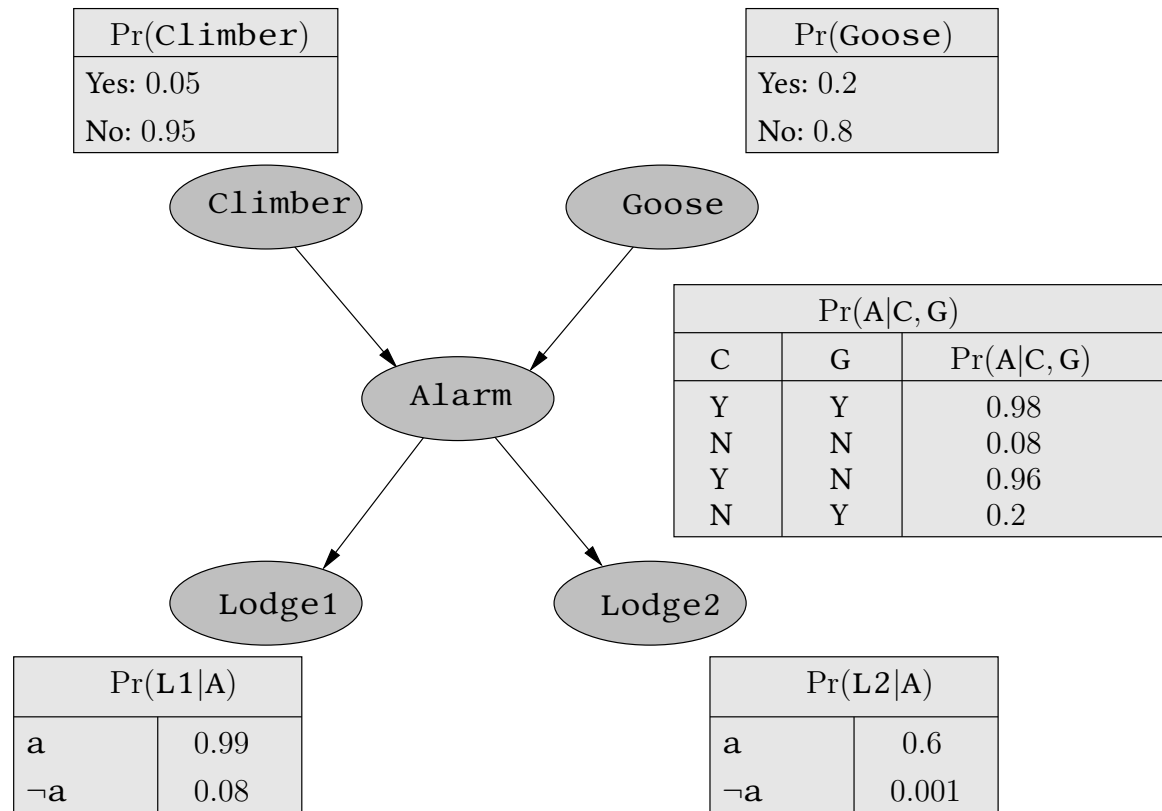 Pr(Climber)
Yes: 0.05
No: 0.95
Pr(Goose)
Yes: 0.2
No: 0.8
Climber
Goose
Pr(A|C, G)
C G Pr(A|C, G)
Y Y 0.98
N N 0.08
Y N 0.96
N Y 0.2
Alarm
Lodge1
Lodge2
Pr(L1|A)
a 0.99
¬a 0.08
Pr(L2|A)
a 0.6
¬a 0.001